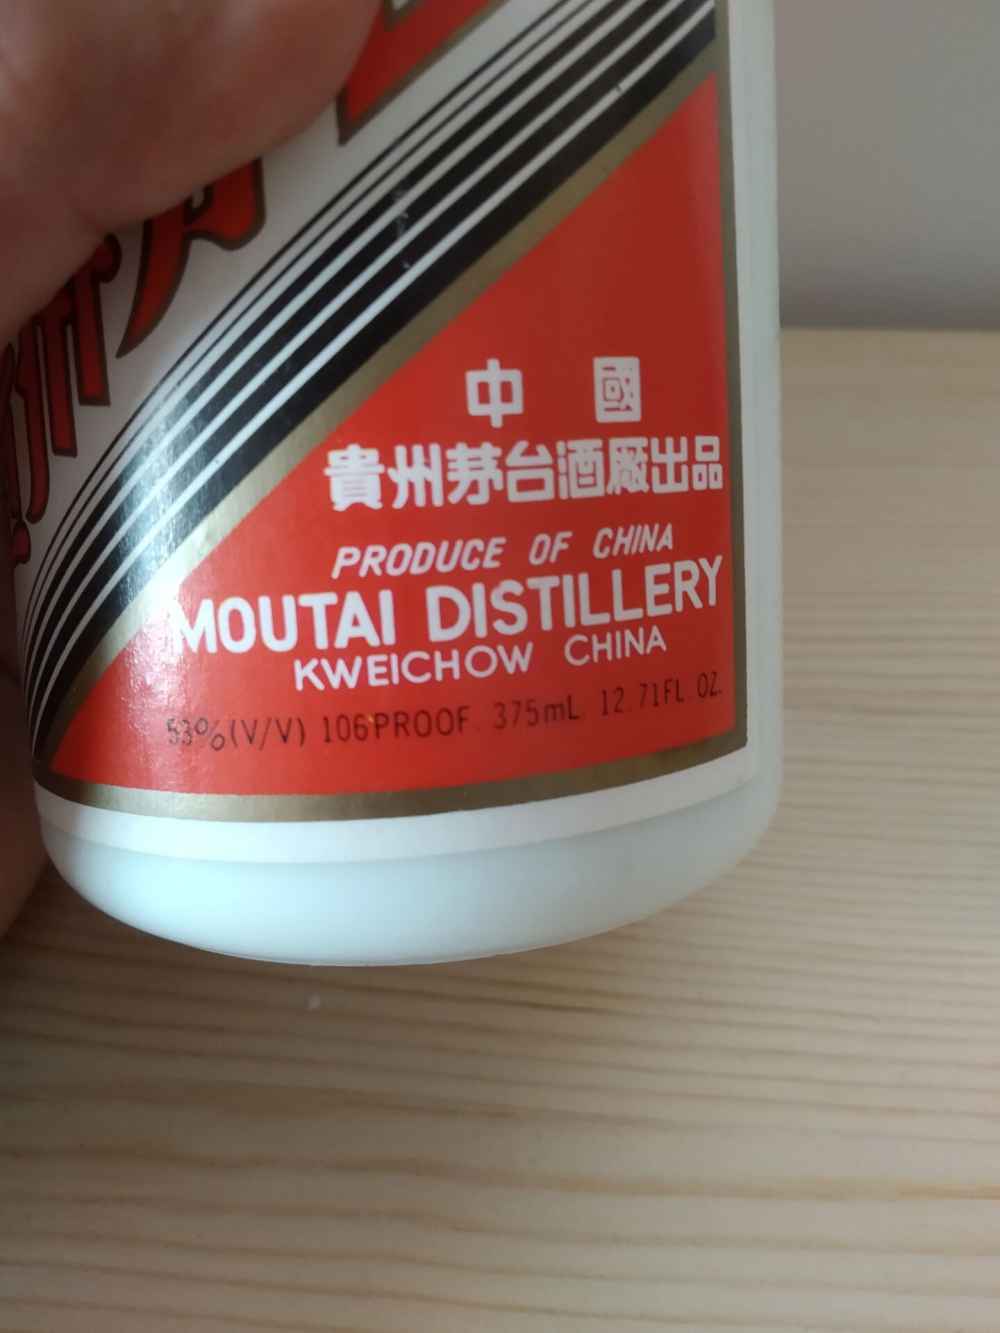 中國
貴州茅台酒廠出品
PRODUCE OF CHINA
MOUTAI DISTILLERY
KWEICHOW CHINA
53%(V/V) 106PROOF. 375mL 12.71FL.OZ.